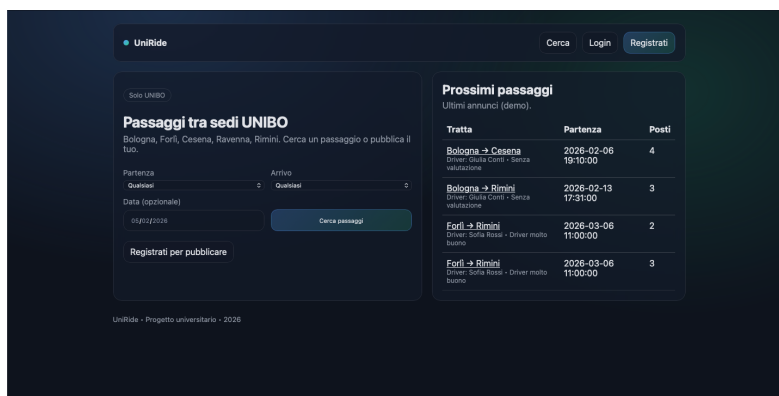 UniRide
Cerca
Login
Registrati
Solo UNIBO
Passaggi tra sedi UNIBO
Bologna, Forlì, Cesena, Ravenna, Rimini. Cerca un passaggio o pubblica il
tuo.
Partenza
Arrivo
Qualsiasi
Qualsiasi
Data (opzionale)
05/02/2026
Cerca passaggi
Registrati per pubblicare
Prossimi passaggi
Ultimi annunci (demo).
Tratta Partenza Posti
Bologna → Cesena 2026-02-06 4
Driver: Giulia Conti • Senza 19:10:00
valutazione
Bologna → Rimini 2026-02-13 3
Driver: Giulia Conti • Senza 17:31:00
valutazione
Forlì → Rimini 2026-03-06 2
Driver: Sofia Rossi • Driver molto 11:00:00
buono
Forlì → Rimini 2026-03-06 3
Driver: Sofia Rossi • Driver molto 11:00:00
buono
UniRide • Progetto universitario • 2026